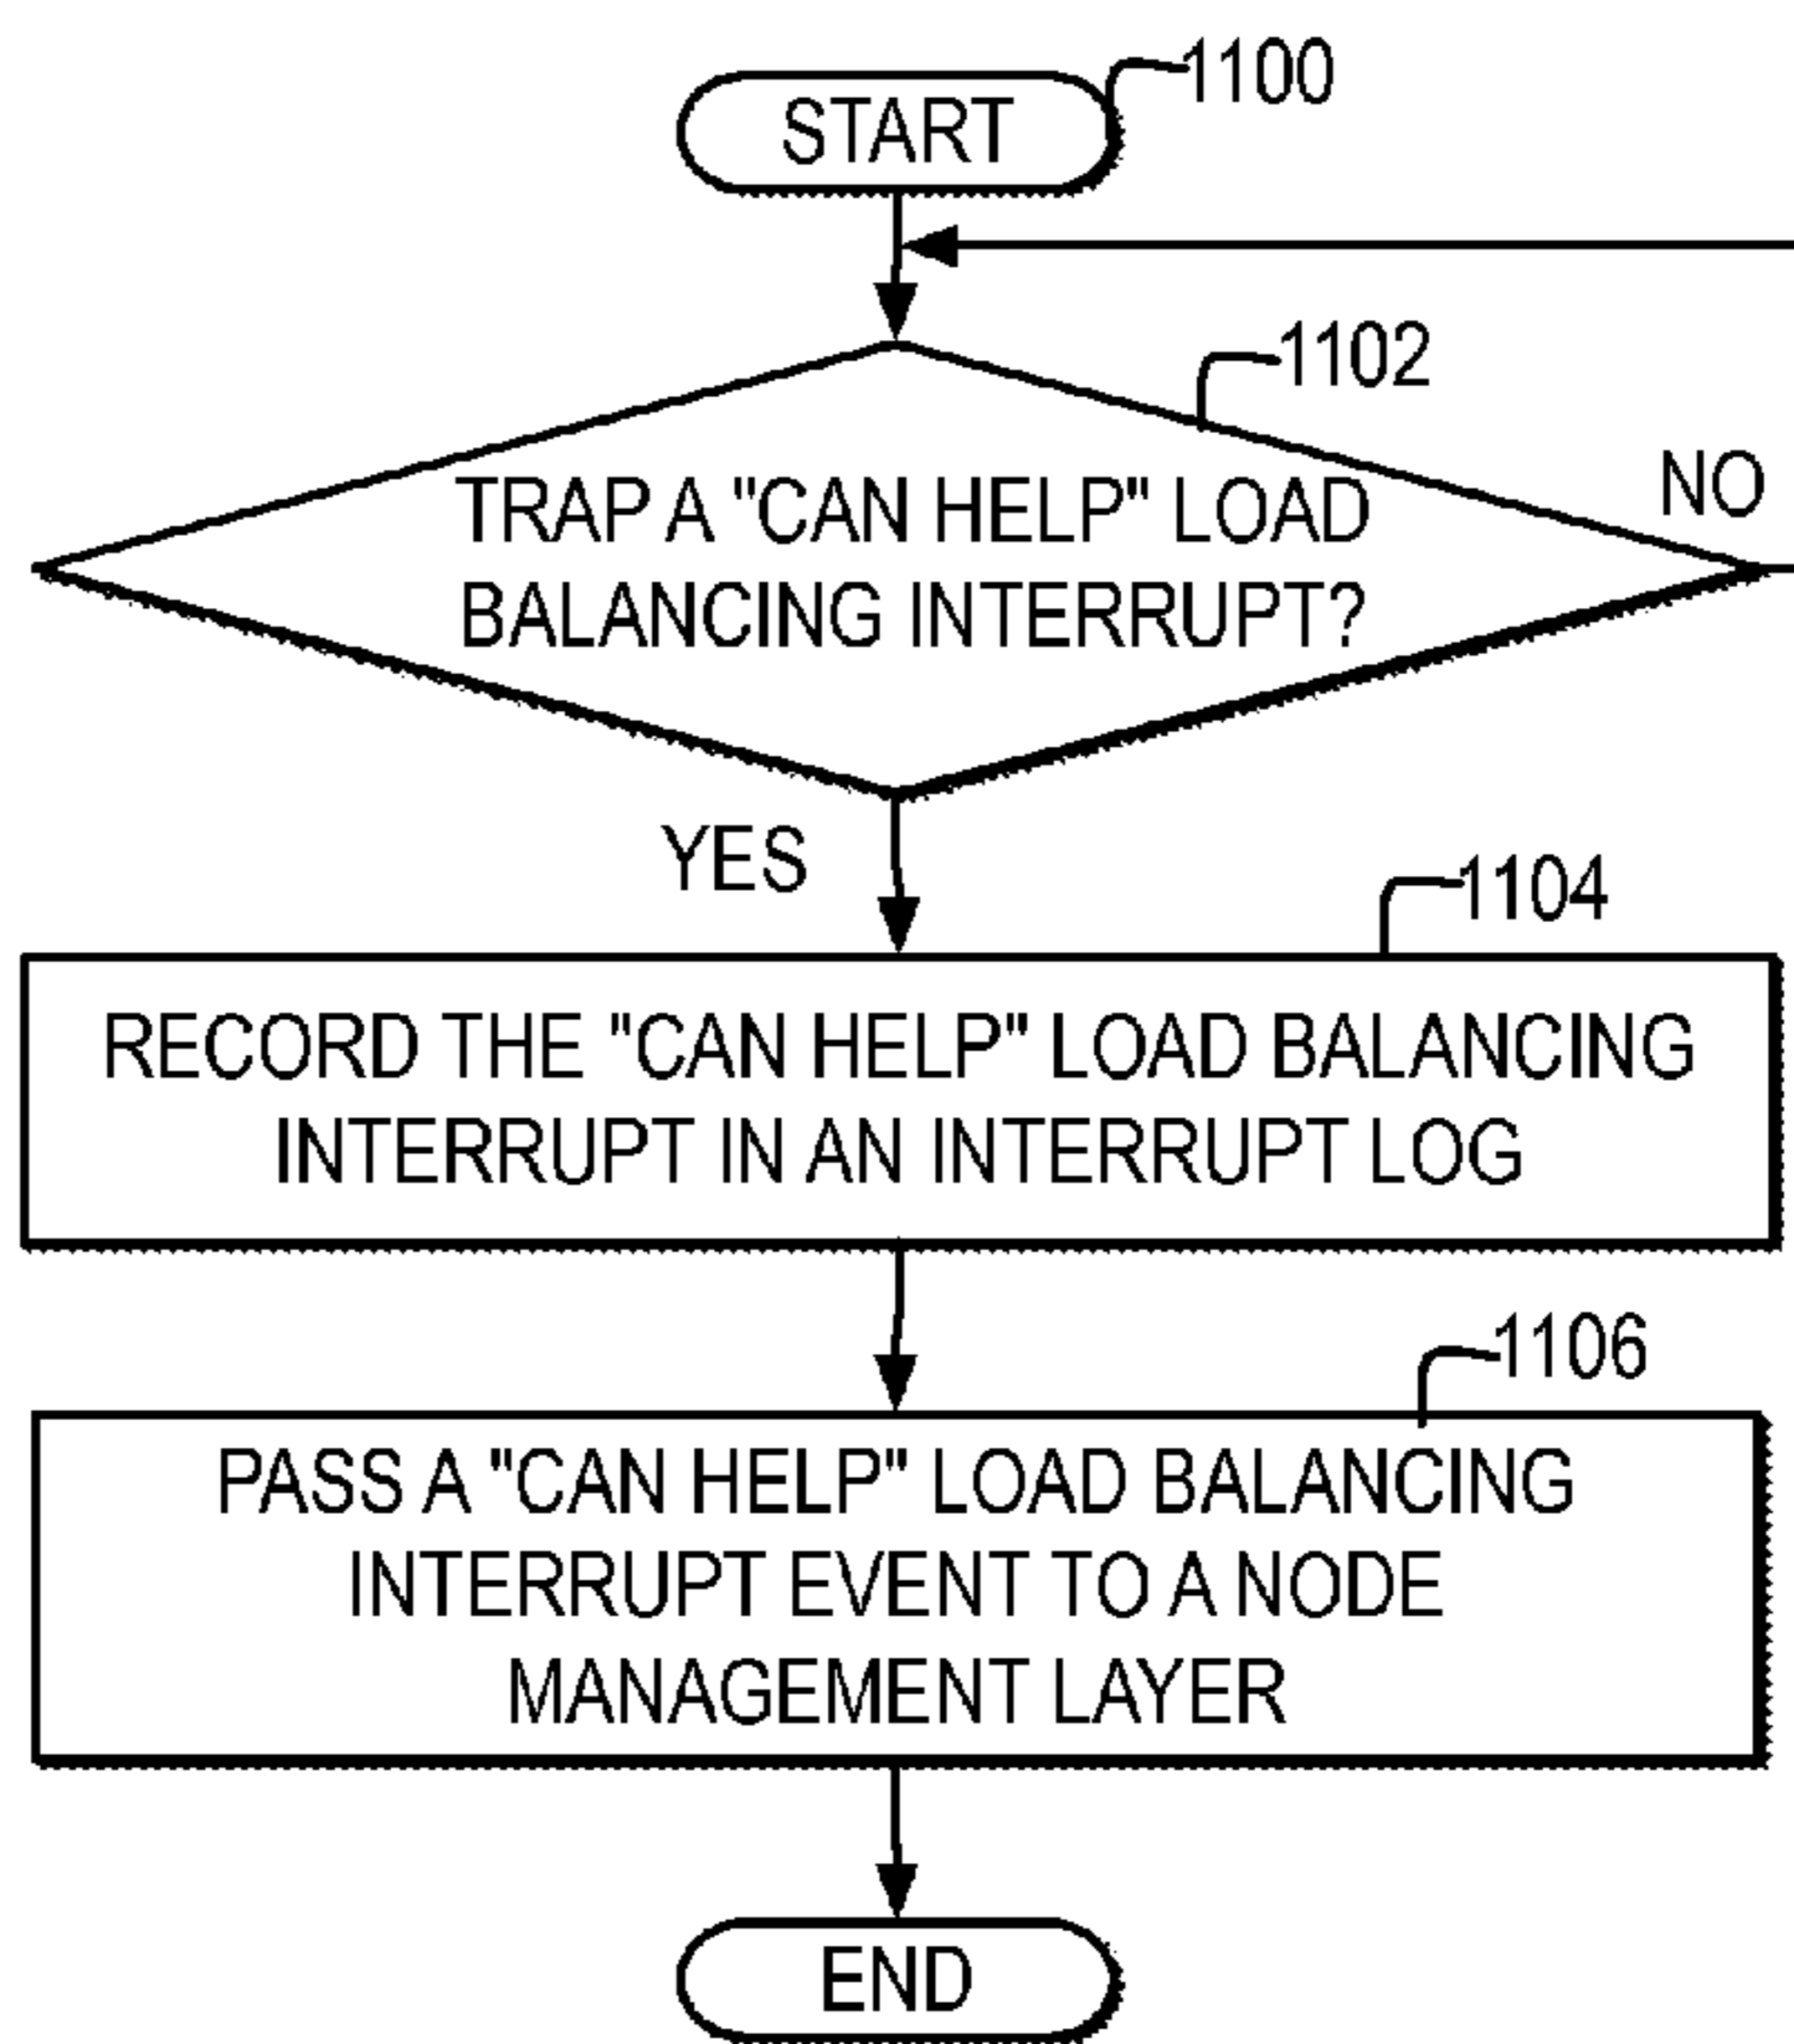 1100
START
1102
TRAP A "CAN HELP" LOAD
BALANCING INTERRUPT?
NO
YES
1104
RECORD THE "CAN HELP" LOAD BALANCING
INTERRUPT IN AN INTERRUPT LOG
1106
PASS A "CAN HELP" LOAD BALANCING
INTERRUPT EVENT TO A NODE
MANAGEMENT LAYER
END